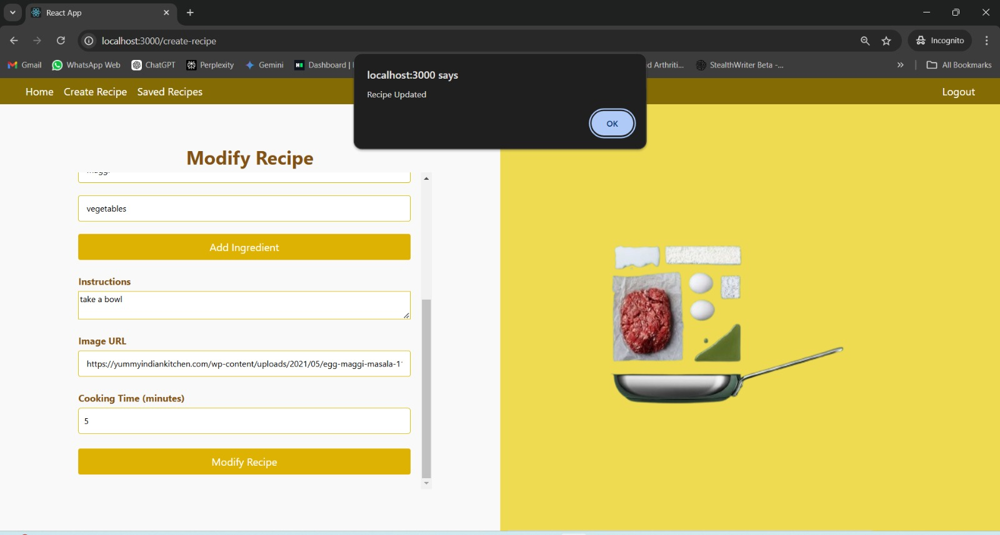 React App
localhost:3000/create-recipe
Incognito
Gmail
WhatsApp Web
ChatGPT
Perplexity
Gemini
Dashboard |
id Arthriti...
StealthWriter Beta -...
All Bookmarks
localhost:3000 says
Recipe Updated
OK
Home
Create Recipe
Saved Recipes
Logout
Modify Recipe
vegetables
Add Ingredient
Instructions
take a bowl
Image URL
https://yummyindiankitchen.com/wp-content/uploads/2021/05/egg-maggi-masala-1
Cooking Time (minutes)
5
Modify Recipe